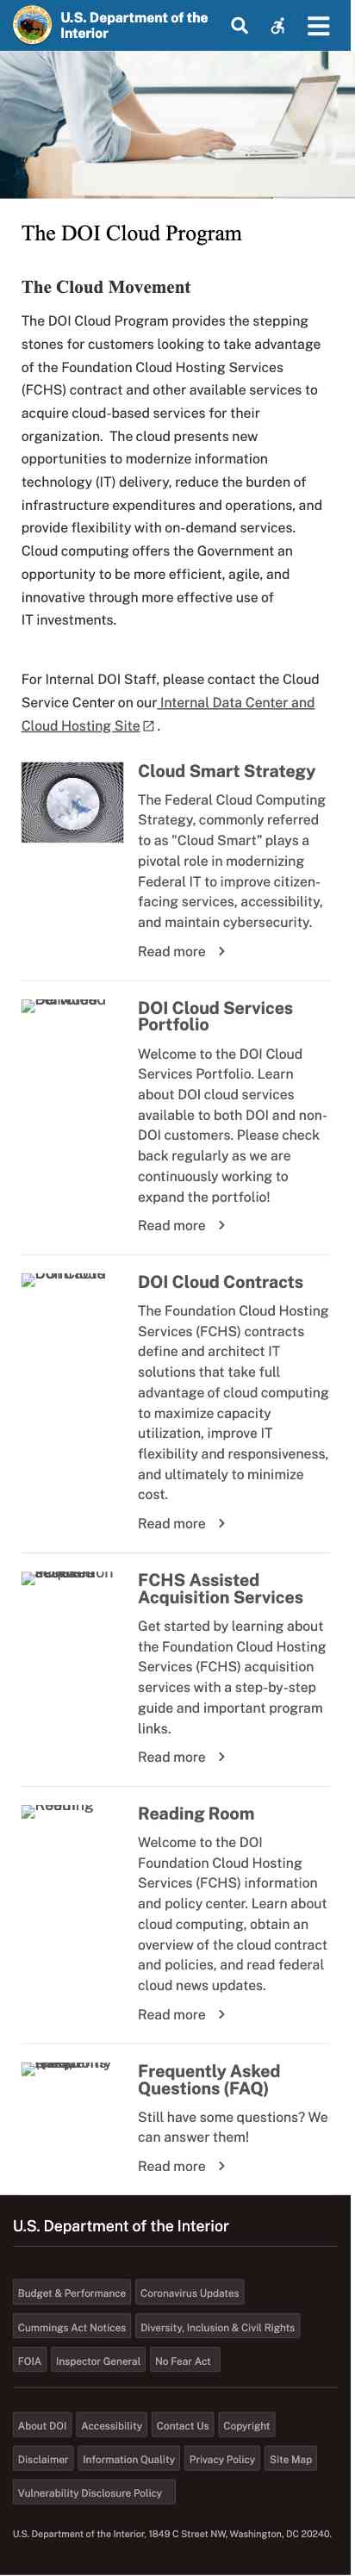 U.S. Department of the
Interior
The DOI Cloud Program
The Cloud Movement
The DOI Cloud Program provides the stepping
stones for customers looking to take advantage
of the Foundation Cloud Hosting Services
(FCHS) contract and other available services to
acquire cloud-based services for their
organization.  The cloud presents new
opportunities to modernize information
technology (IT) delivery, reduce the burden of
infrastructure expenditures and operations, and
provide flexibility with on-demand services.
Cloud computing offers the Government an
opportunity to be more efficient, agile, and
innovative through more effective use of
IT investments.
For Internal DOI Staff, please contact the Cloud
Service Center on our Internal Data Center and
Cloud Hosting Site .
Cloud Smart Strategy
The Federal Cloud Computing
Strategy, commonly referred
to as "Cloud Smart" plays a
pivotal role in modernizing
Federal IT to improve citizen-
facing services, accessibility,
and maintain cybersecurity.
Read more
DOI Cloud Services
Portfolio
Welcome to the DOI Cloud
Services Portfolio. Learn
about DOI cloud services
available to both DOI and non-
DOI customers. Please check
back regularly as we are
continuously working to
expand the portfolio!
Read more
DOI Cloud Contracts
The Foundation Cloud Hosting
Services (FCHS) contracts
define and architect IT
solutions that take full
advantage of cloud computing
to maximize capacity
utilization, improve IT
flexibility and responsiveness,
and ultimately to minimize
cost.
Read more
FCHS Assisted
Acquisition Services
Get started by learning about
the Foundation Cloud Hosting
Services (FCHS) acquisition
services with a step-by-step
guide and important program
links.
Read more
Reading
Reading Room
Welcome to the DOI
Foundation Cloud Hosting
Services (FCHS) information
and policy center. Learn about
cloud computing, obtain an
overview of the cloud contract
and policies, and read federal
cloud news updates.
Read more
Frequently Asked
Questions (FAQ)
Still have some questions? We
can answer them!
Read more
U.S. Department of the Interior
Budget & Performance
Coronavirus Updates
Cummings Act Notices
Diversity, Inclusion & Civil Rights
FOIA
Inspector General
No Fear Act
About DOI
Accessibility
Contact Us
Copyright
Disclaimer
Information Quality
Privacy Policy
Site Map
Vulnerability Disclosure Policy
U.S. Department of the Interior, 1849 C Street NW, Washington, DC 20240.